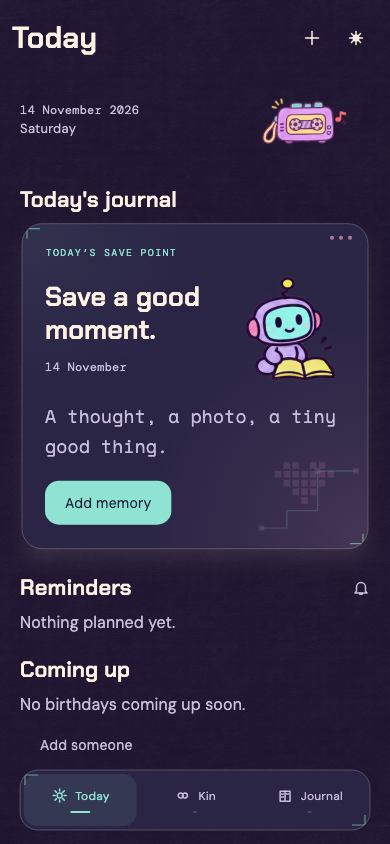 Today
14 November 2026
Saturday
Today's journal
TODAY'S SAVE POINT
Save a good
moment.
14 November
A thought, a photo, a tiny
good thing.
Add memory
Reminders
Nothing planned yet.
Coming up
No birthdays coming up soon.
Add someone
Today
Kin
Journal